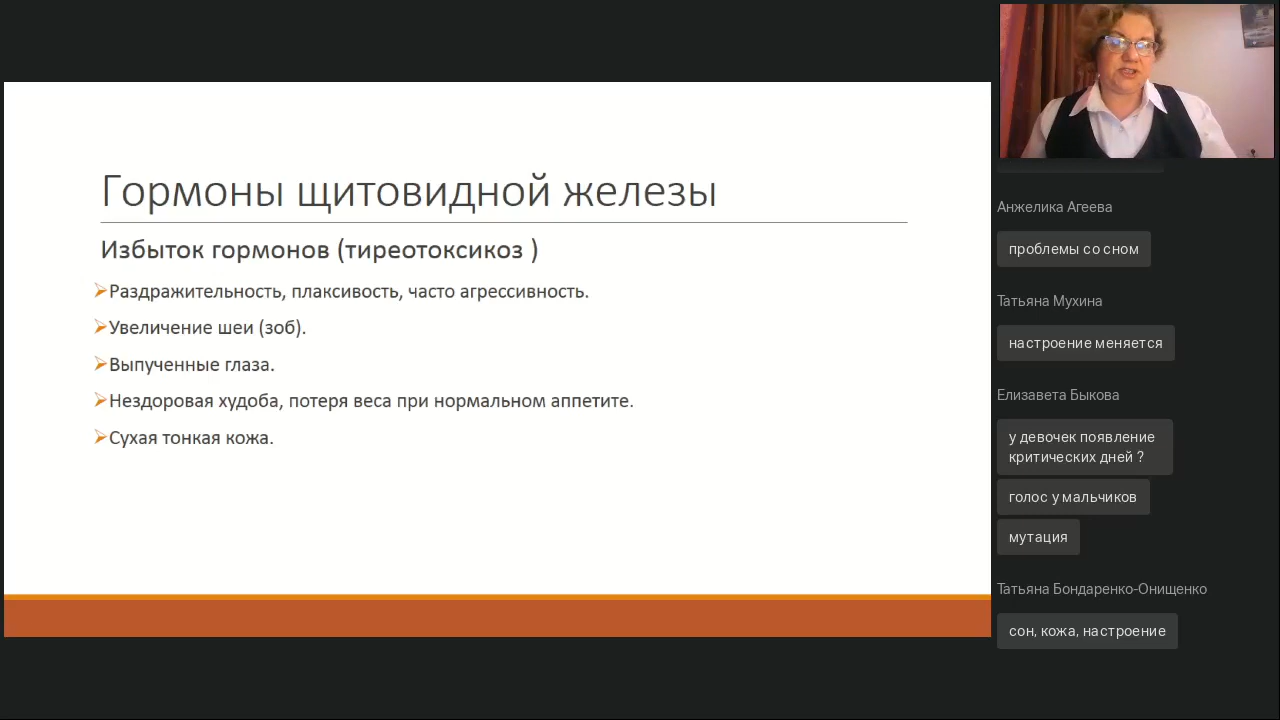 Гормоны щитовидной железы
Избыток гормонов (тиреотоксикоз )
Раздражительность, плаксивость, часто агрессивность.
Увеличение шеи (зоб).
Выпученные глаза.
Нездоровая худоба, потеря веса при нормальном аппетите.
Сухая тонкая кожа.
Анжелика Агеева
проблемы со сном
Татьяна Мухина
настроение меняется
Елизавета Быкова
у девочек появление
критических дней ?
голос у мальчиков
мутация
Татьяна Бондаренко-Онищенко
сон, кожа, настроение